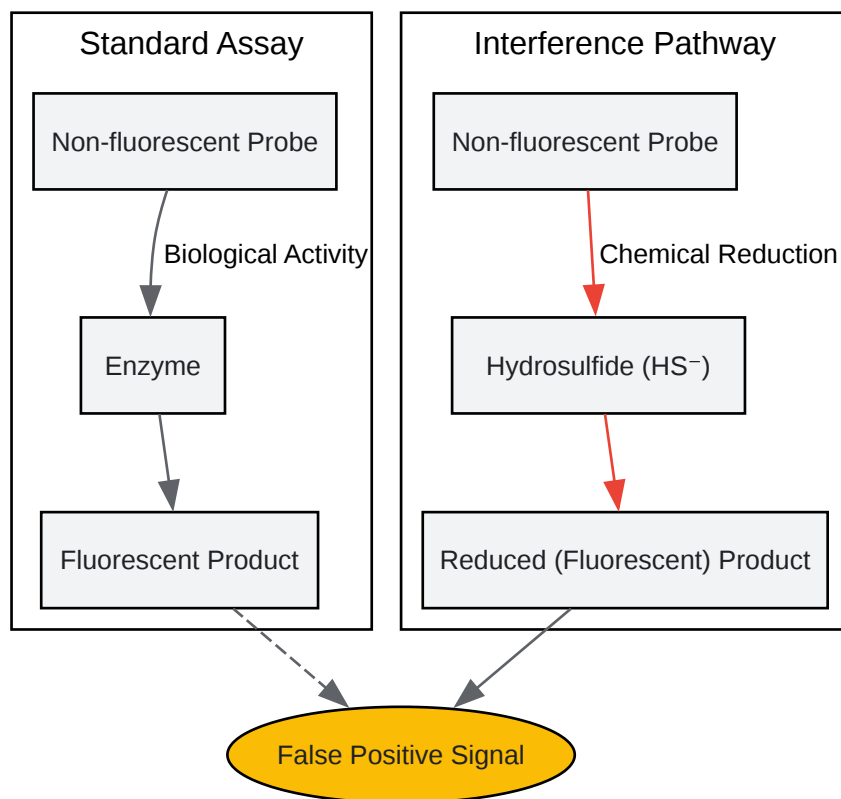 Standard Assay
Non-fluorescent Probe
Biological Activity
Enzyme
Fluorescent Product
Interference Pathway
Non-fluorescent Probe
Chemical Reduction
Hydrosulfide (HS⁻)
Reduced (Fluorescent) Product
False Positive Signal